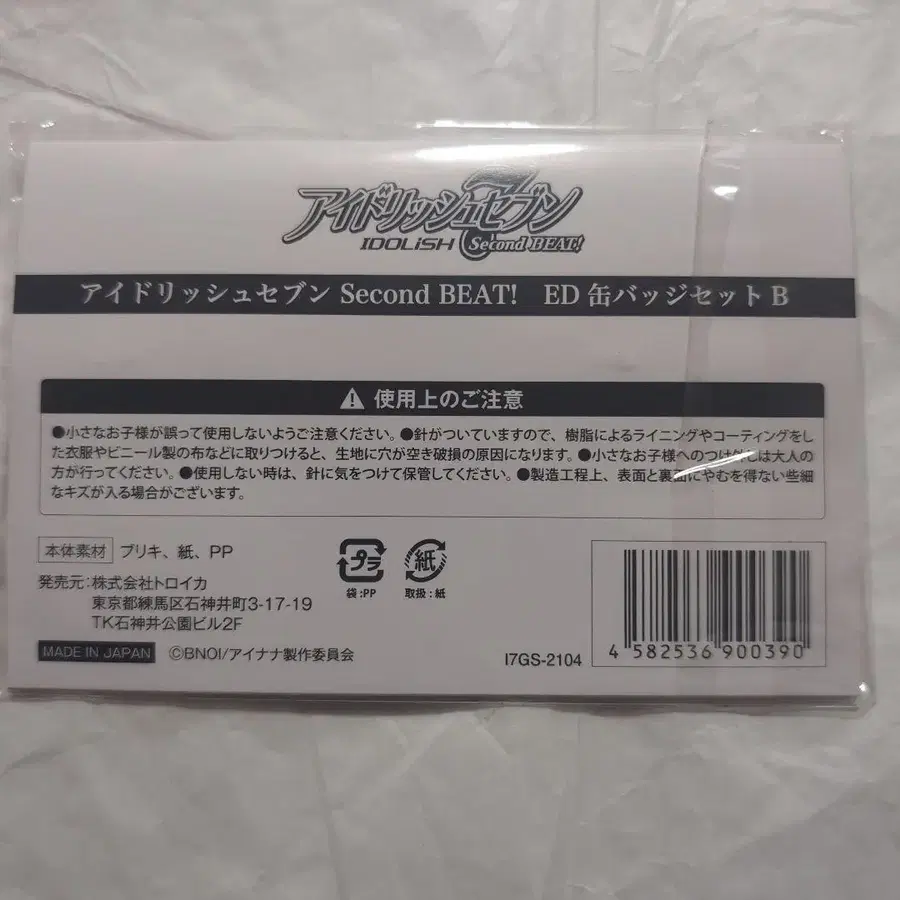 アイドリッシュセブン
IDOLiSH 7 Second BEAT!
アイドリッシュセブン Second BEAT! ED 缶バッジセット B
⚠ 使用上のご注意
●小さなお子様が誤って使用しないようご注意ください。●針がついていますので、樹脂によるライニングやコーティングをし
た衣服やビニール製の布などに取りつけると、生地に穴が空き破損の原因になります。●小さなお子様へのつけ外しは大人の
方が行ってください。●使用しない時は、針に気をつけて保管してください。●製造工程上、表面と裏面にやむを得ない些細
なキズが入る場合がございます。
本体素材 ブリキ、紙、PP
プラ 紙
袋:PP 取扱:紙
発売元:株式会社トロイカ
東京都練馬区石神井町3-17-19
TK石神井公園ビル2F
MADE IN JAPAN ©BNOI/アイナナ製作委員会
I7GS-2104
4 582536 900390